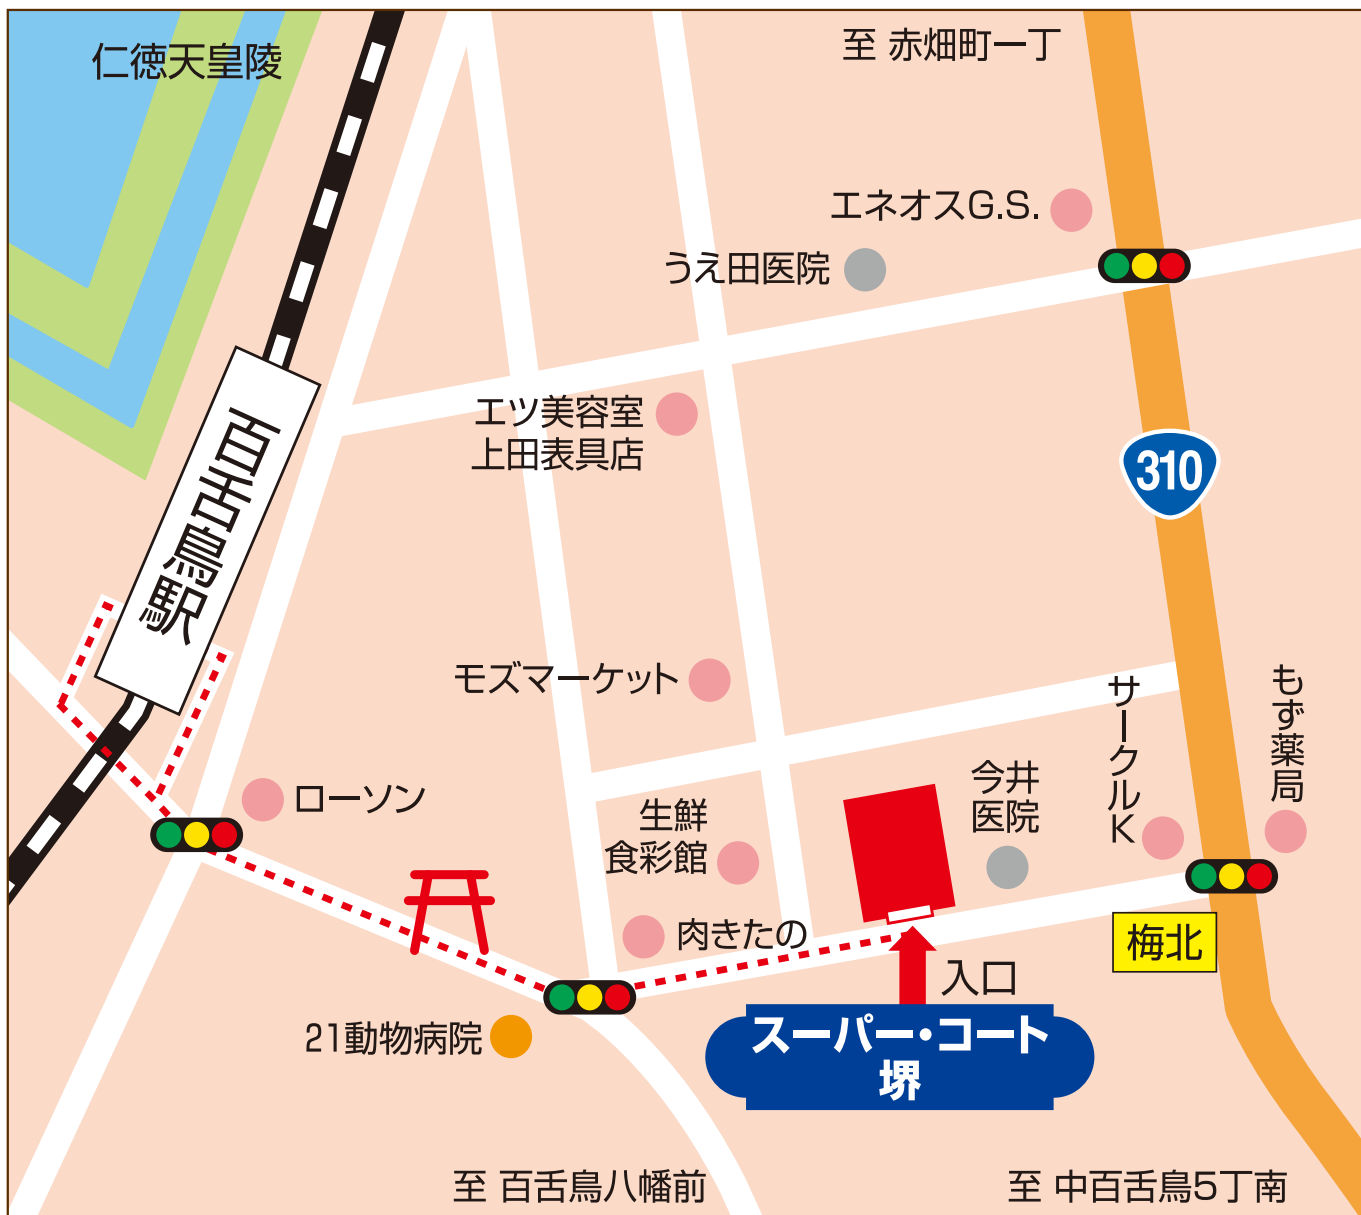 仁徳天皇陵
至 赤畑町一丁
エネオスG.S.
うえ田医院
エツ美容室
上田表具店
310
百舌鳥駅
モズマーケット
サークルK
もず薬局
ローソン
生鮮
食彩館
今井
医院
肉きたの
梅北
入口
21動物病院
スーパー・コート
堺
至 百舌鳥八幡前
至 中百舌鳥5丁南